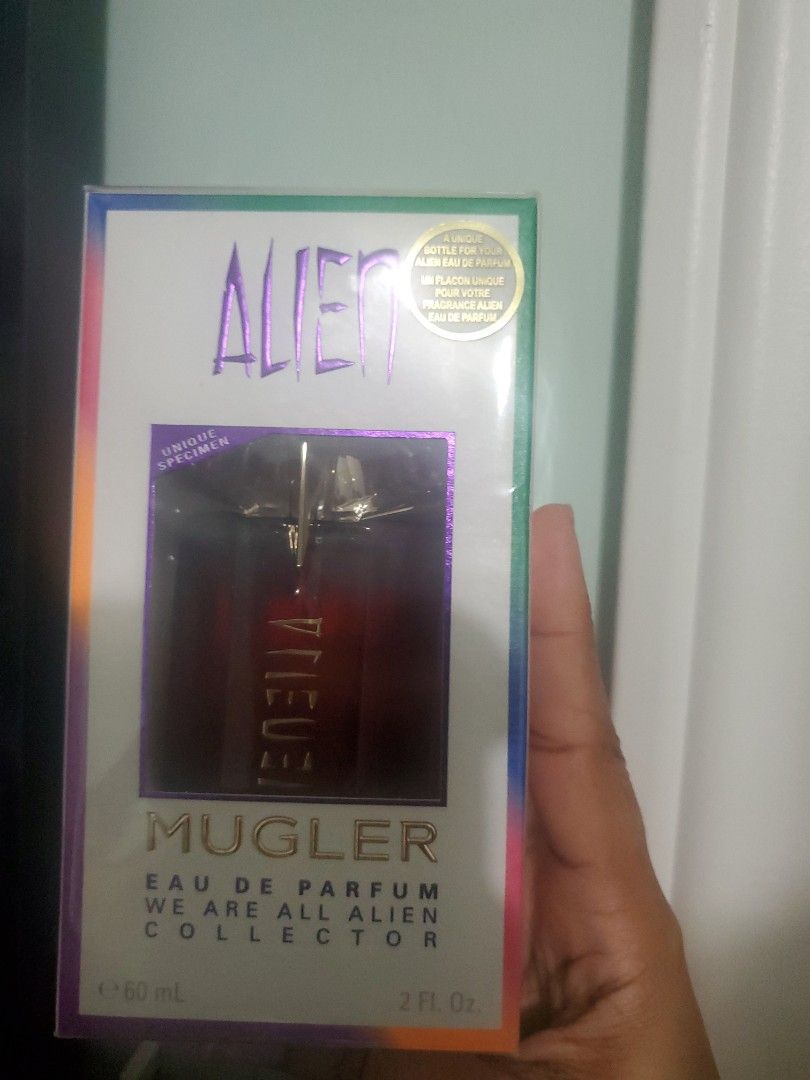 ALIEN
A UNIQUE
BOTTLE FOR YOUR
ALIEN EAU DE PARFUM
UN FLACON UNIQUE
POUR VOTRE
FRAGRANCE ALIEN
EAU DE PARFUM
UNIQUE
SPECIMEN
MUGLER
EAU DE PARFUM
WE ARE ALL ALIEN
COLLECTOR
℮ 60 mL
2 Fl. Oz.